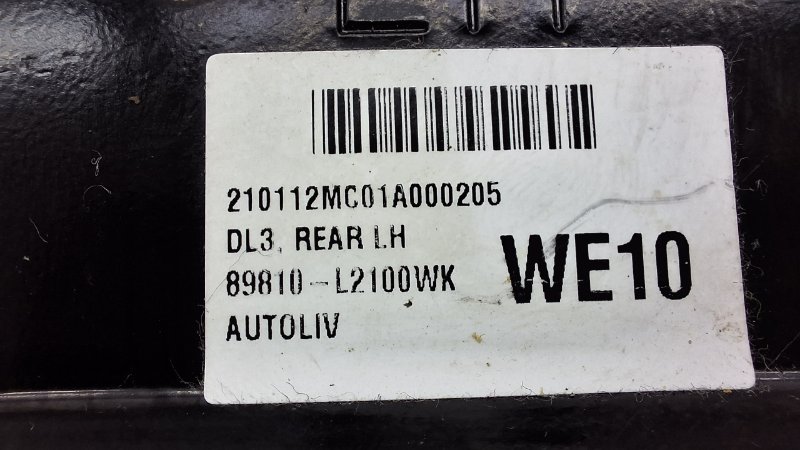 210112MC01A000205
DL3, REAR LH
89810-L2100WK
WE10
AUTOLIV